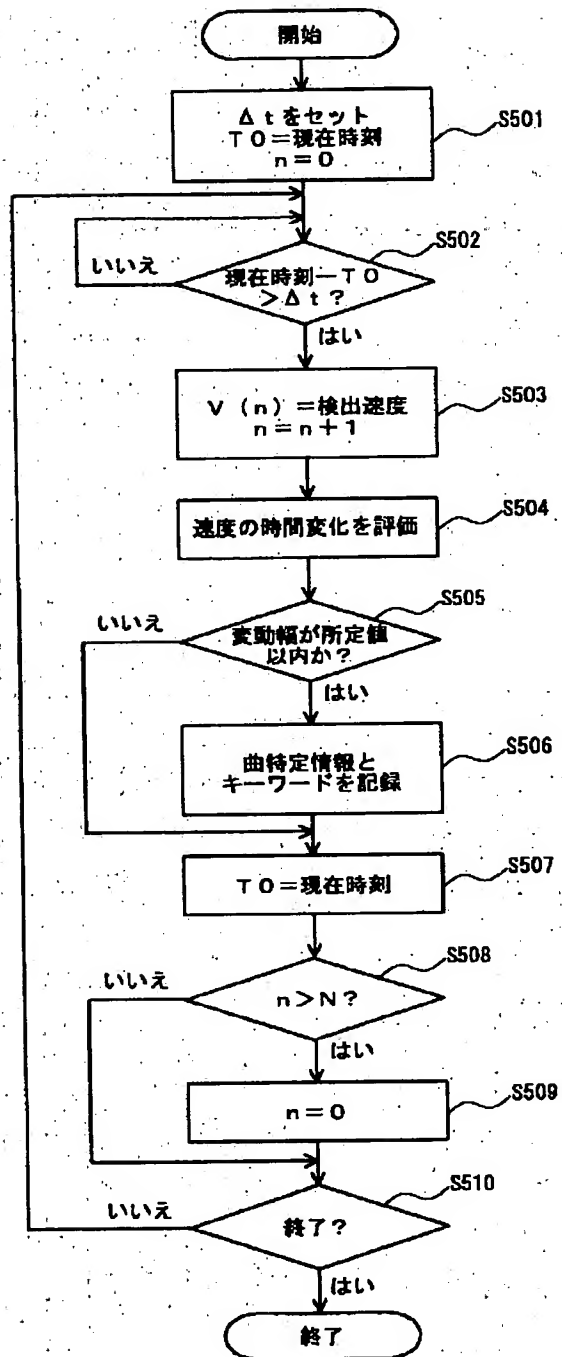 開始
Δtをセット
T0=現在時刻
n=0
S501
S502
いいえ
現在時刻-T0
>Δt?
はい
V(n)=検出速度
n=n+1
S503
速度の時間変化を評価
S504
S505
いいえ
変動幅が所定値
以内か?
はい
曲特定情報と
キーワードを記録
S506
T0=現在時刻
S507
S508
いいえ
n>N?
はい
n=0
S509
S510
いいえ
終了?
はい
終了